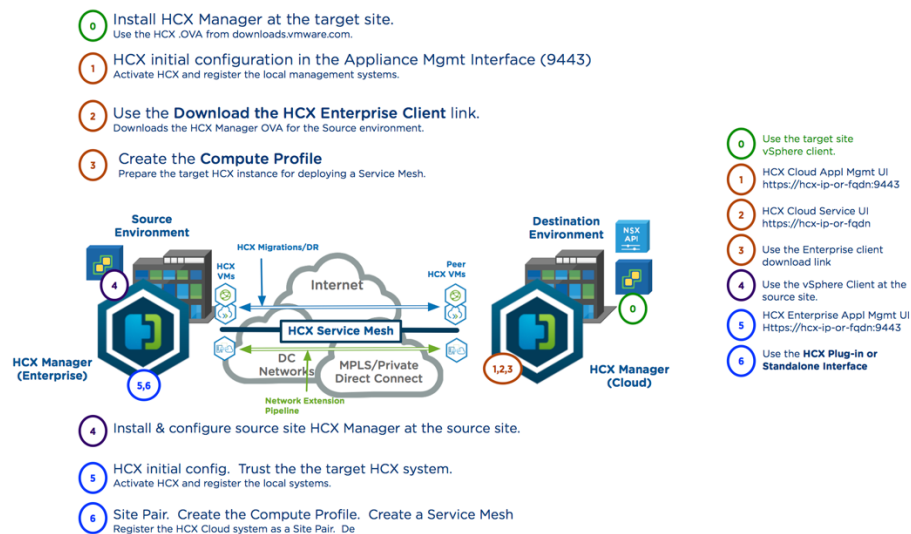 0
Install HCX Manager at the target site.
Use the HCX .OVA from downloads.vmware.com.
1
HCX initial configuration in the Appliance Mgmt Interface (9443)
Activate HCX and register the local management systems.
2
Use the Download the HCX Enterprise Client link.
Downloads the HCX Manager OVA for the Source environment.
3
Create the Compute Profile
Prepare the target HCX instance for deploying a Service Mesh.
0
Use the target site
vSphere client.
1
HCX Cloud Appl Mgmt UI
https://hcx-ip-or-fqdn:9443
2
HCX Cloud Service UI
https://hcx-ip-or-fqdn
3
Use the Enterprise client
download link
4
Use the vSphere Client at the
source site.
5
HCX Enterprise Appl Mgmt UI
Https://hcx-ip-or-fqdn:9443
6
Use the HCX Plug-in or
Standalone Interface
Source
Environment
HCX Migrations/DR
Destination
Environment
NSX
API
HCX
VMs
Peer
HCX VMs
4
Internet
0
HCX Service Mesh
HCX Manager
(Enterprise)
5,6
DC
Networks
MPLS/Private
Direct Connect
1,2,3
HCX Manager
(Cloud)
Network Extension
Pipeline
4
Install & configure source site HCX Manager at the source site.
5
HCX initial config. Trust the the target HCX system.
Activate HCX and register the local systems.
6
Site Pair. Create the Compute Profile. Create a Service Mesh
Register the HCX Cloud system as a Site Pair. De